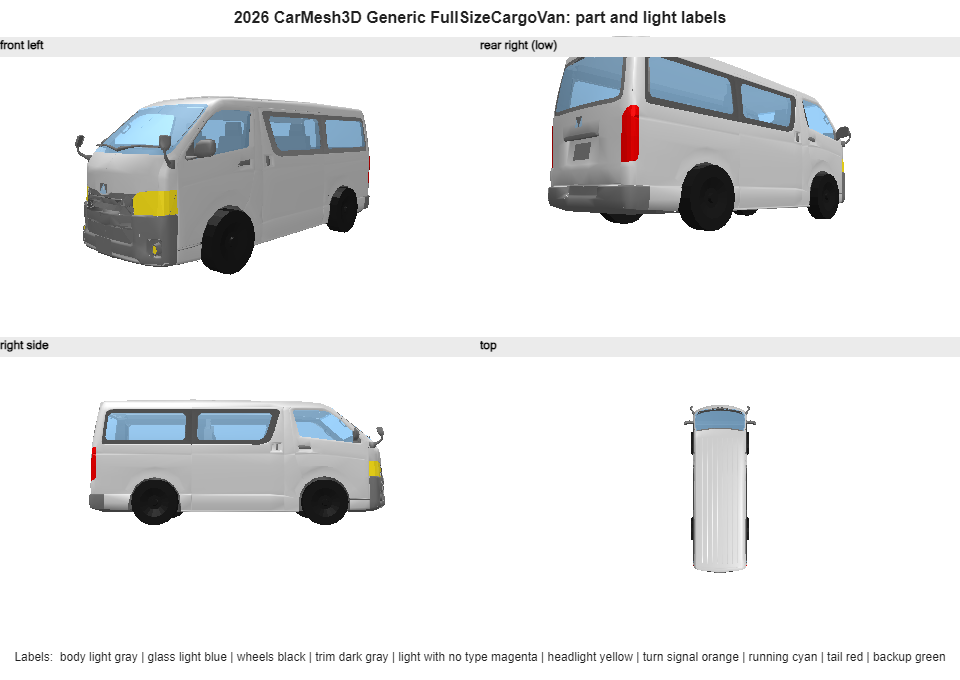 2026 CarMesh3D Generic FullSizeCargoVan: part and light labels
front left
rear right (low)
right side
top
Labels:  body light gray | glass light blue | wheels black | trim dark gray | light with no type magenta | headlight yellow | turn signal orange | running cyan | tail red | backup green